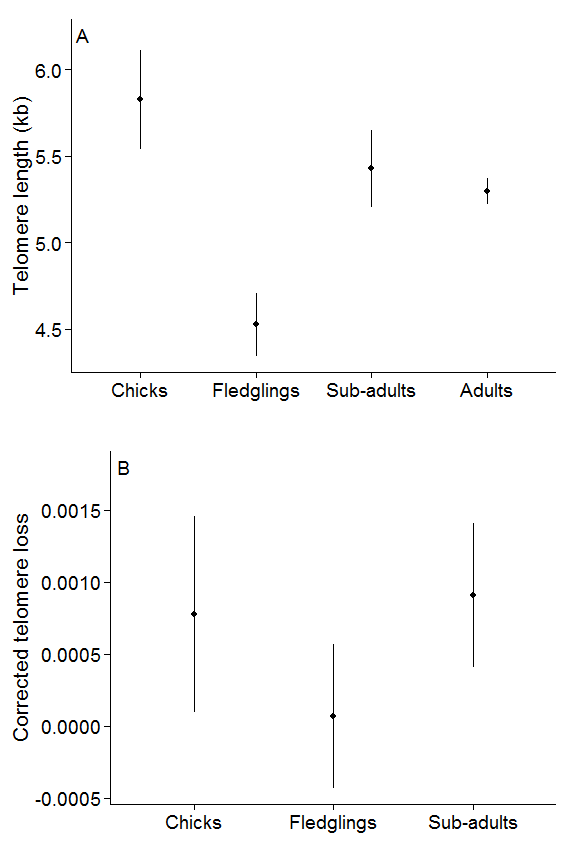 A
Telomere length (kb)
6.0
5.5
5.0
4.5
Chicks Fledglings Sub-adults Adults
B
Corrected telomere loss
0.0015
0.0010
0.0005
0.0000
-0.0005
Chicks Fledglings Sub-adults